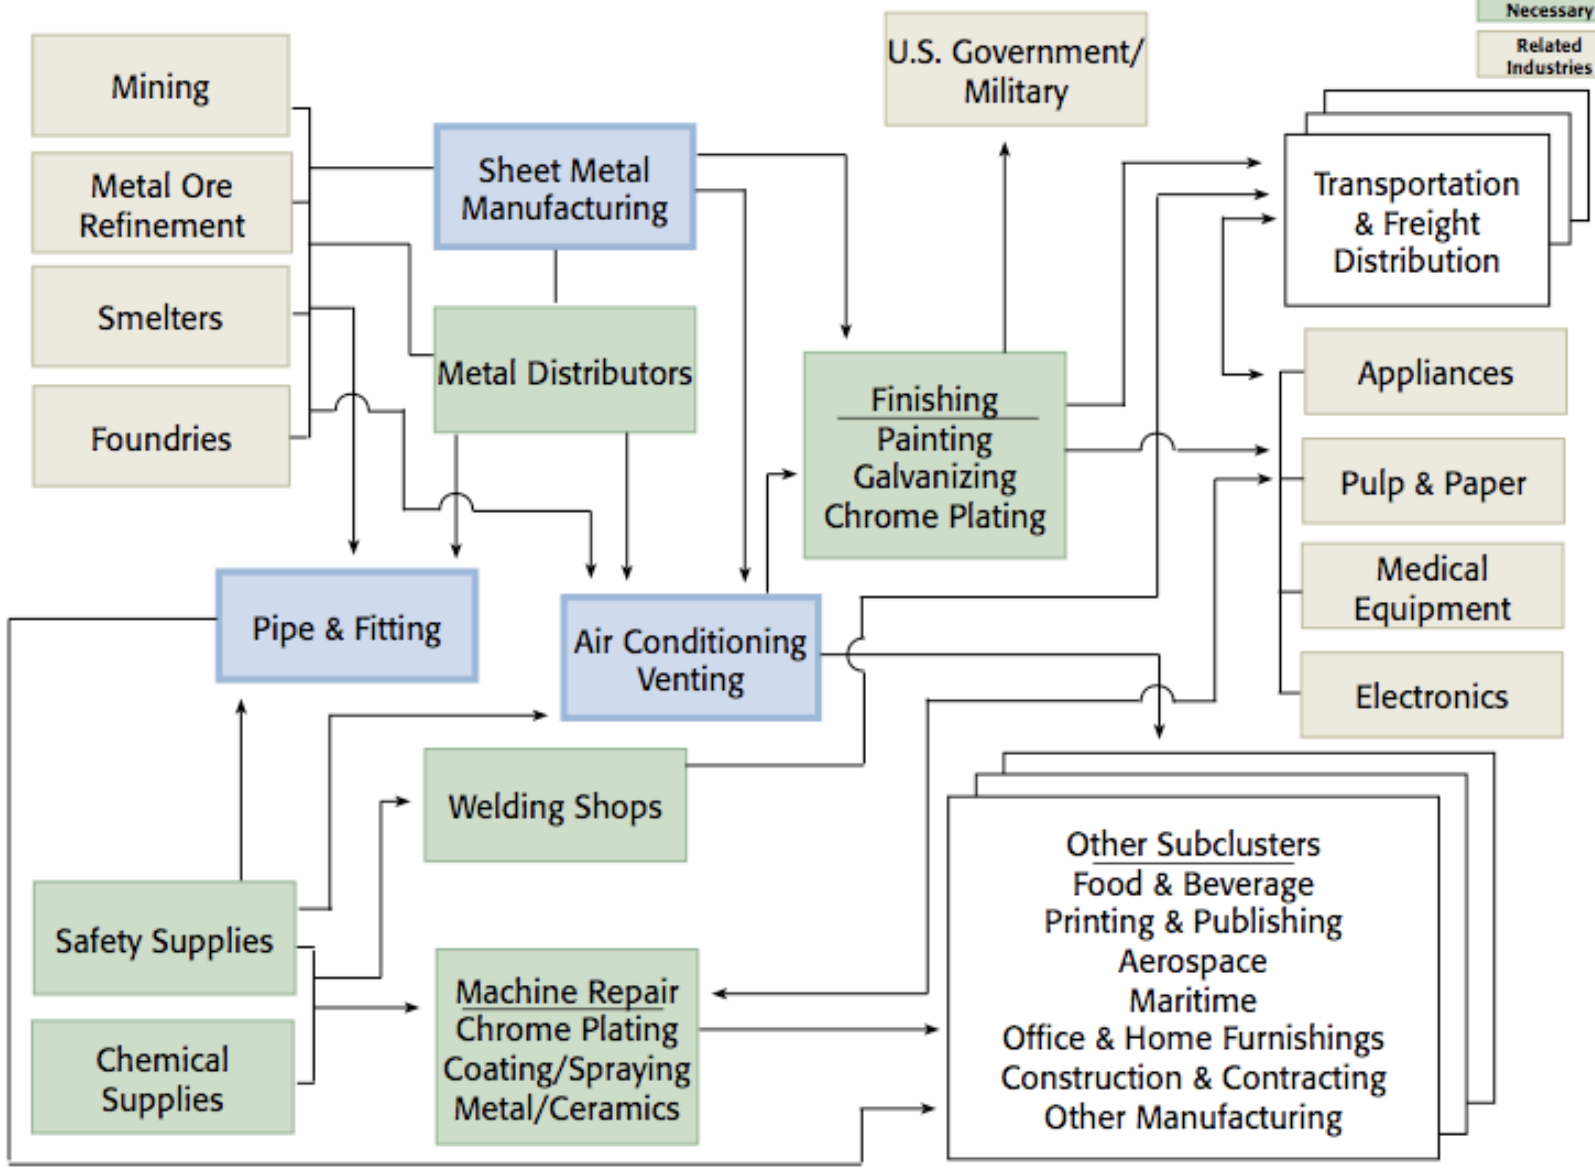 Necessary
Related
Industries
U.S. Government/
Military
Mining
Metal Ore
Refinement
Smelters
Foundries
Sheet Metal
Manufacturing
Metal Distributors
Transportation
& Freight
Distribution
Finishing
Painting
Galvanizing
Chrome Plating
Appliances
Pulp & Paper
Medical
Equipment
Electronics
Pipe & Fitting
Air Conditioning
Venting
Welding Shops
Safety Supplies
Chemical
Supplies
Machine Repair
Chrome Plating
Coating/Spraying
Metal/Ceramics
Other Subclusters
Food & Beverage
Printing & Publishing
Aerospace
Maritime
Office & Home Furnishings
Construction & Contracting
Other Manufacturing